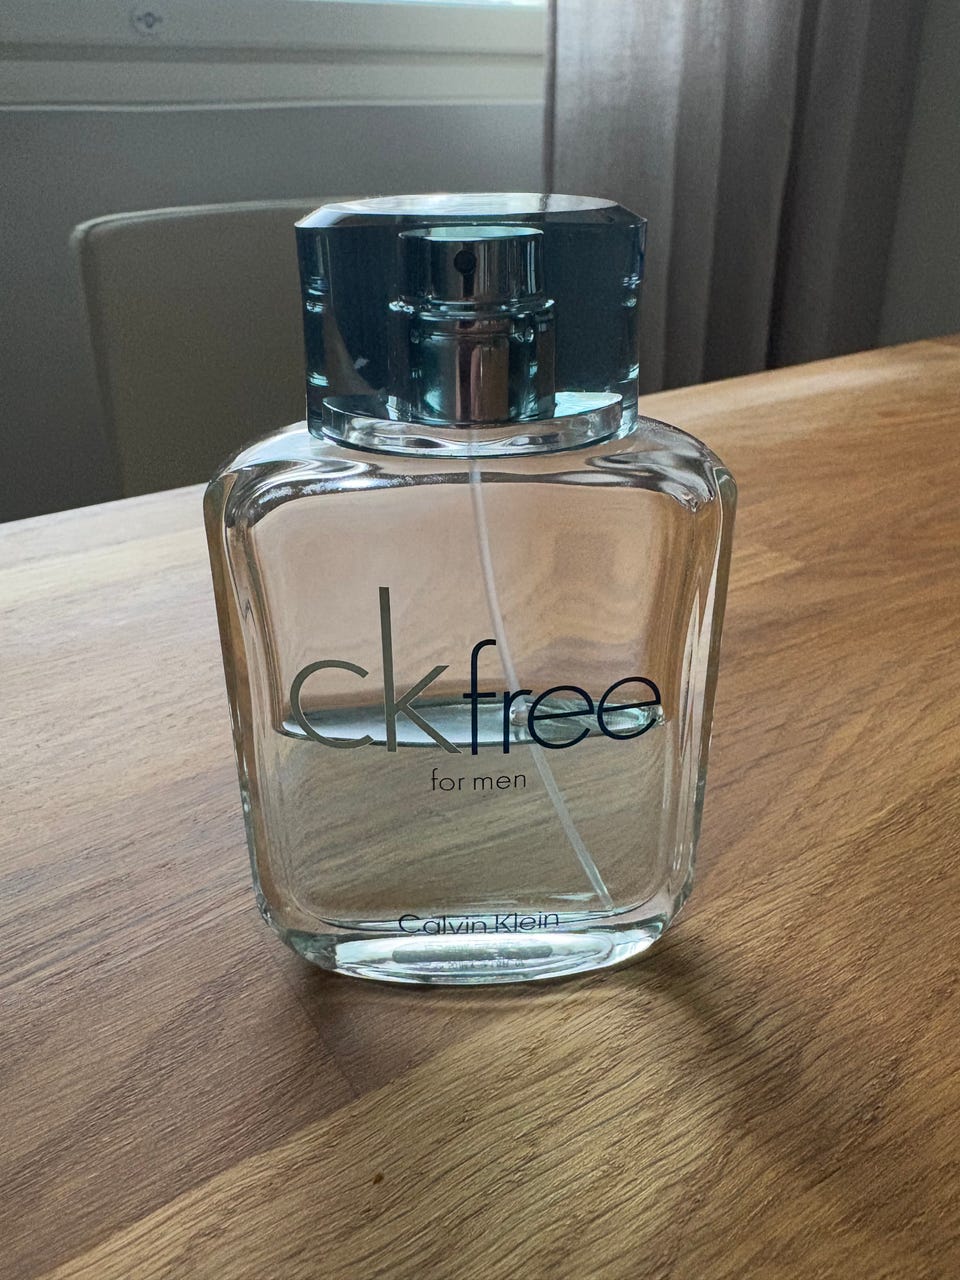 ckfree
for men
Calvin Klein